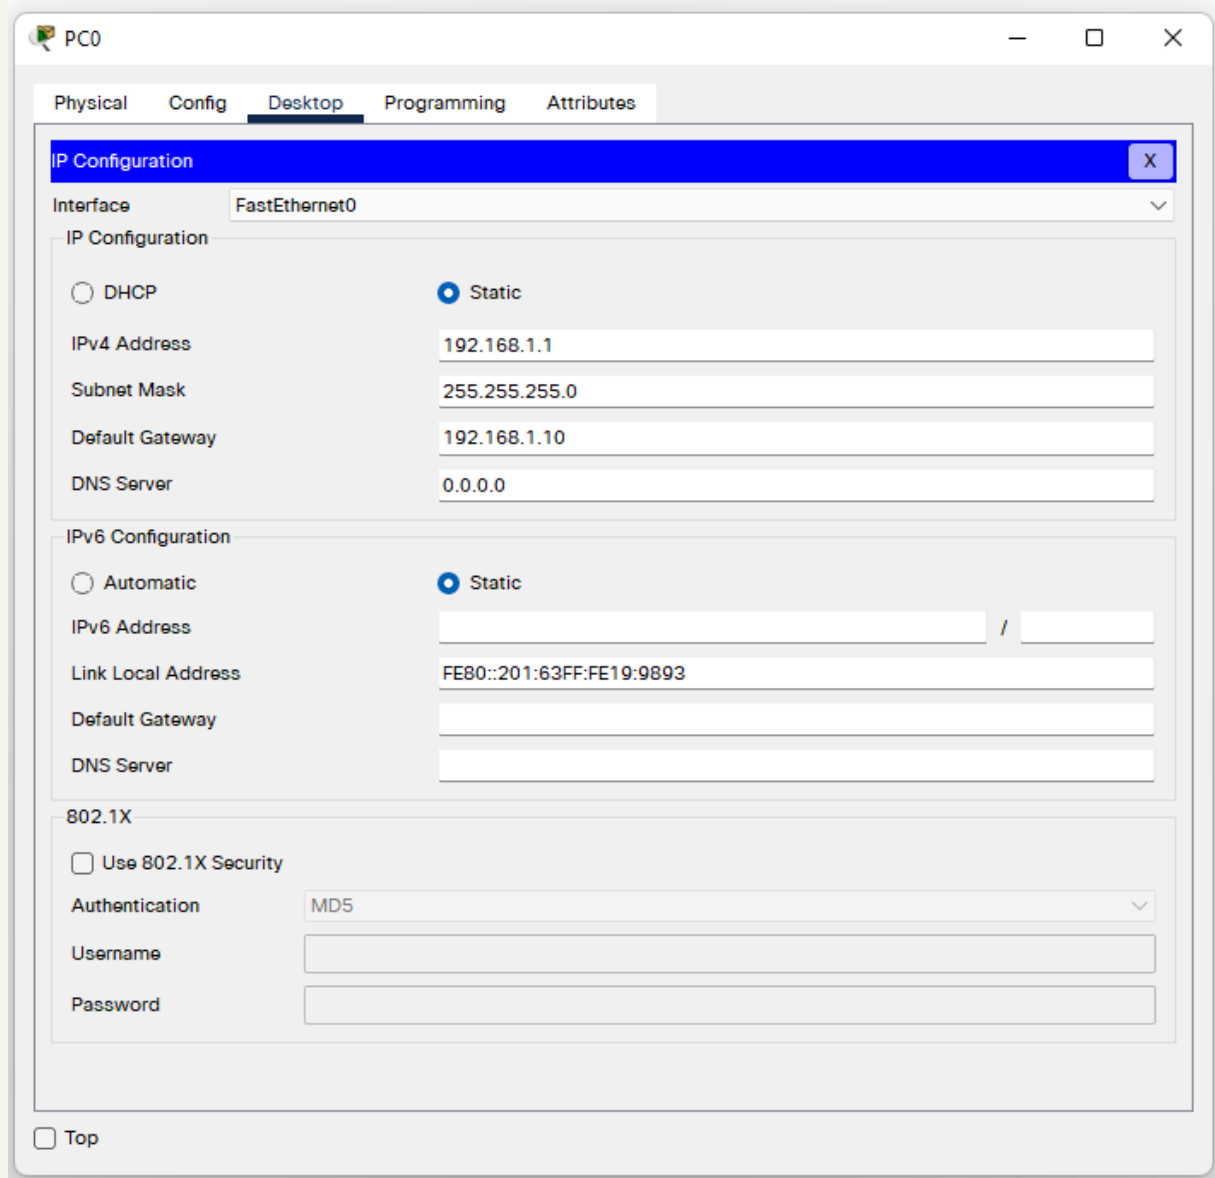 PC0
Physical Config Desktop Programming Attributes
IP Configuration X
Interface FastEthernet0
IP Configuration
DHCP Static
IPv4 Address 192.168.1.1
Subnet Mask 255.255.255.0
Default Gateway 192.168.1.10
DNS Server 0.0.0.0
IPv6 Configuration
Automatic Static
IPv6 Address /
Link Local Address FE80::201:63FF:FE19:9893
Default Gateway
DNS Server
802.1X
Use 802.1X Security
Authentication MD5
Username
Password
Top